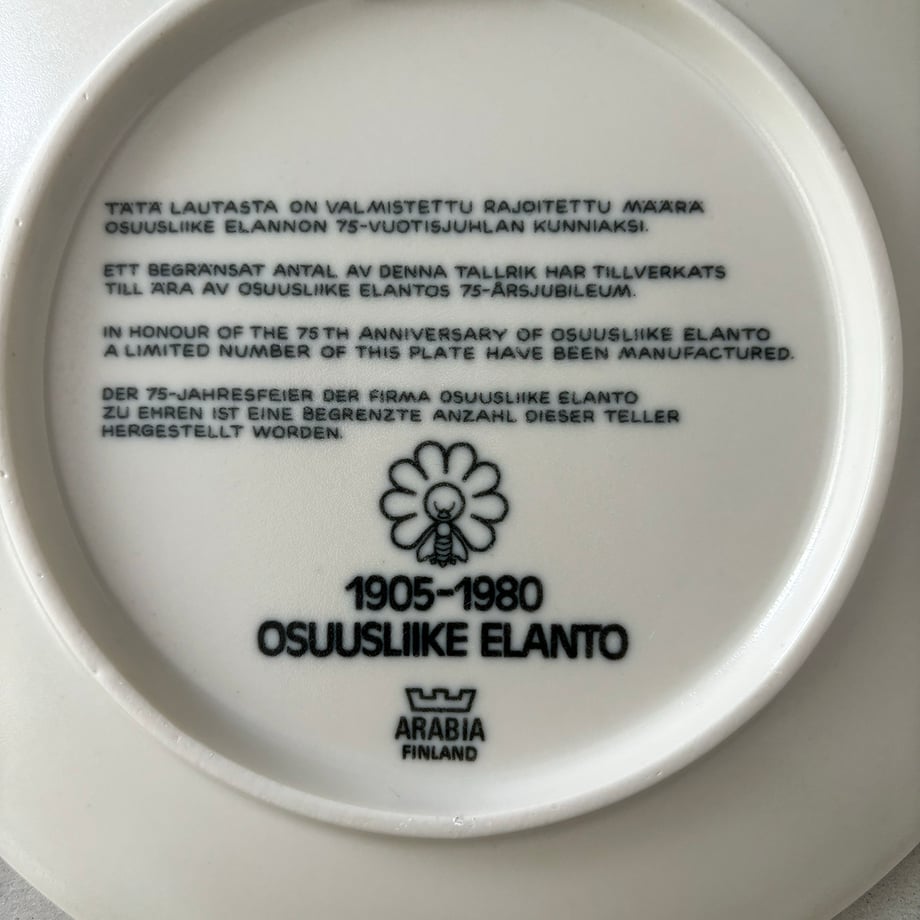 TÄTÄ LAUTASTA ON VALMISTETTU RAJOITETTU MÄÄRÄ
OSUUSLIIKE ELANNON 75-VUOTISJUHLAN KUNNIAKSI.
ETT BEGRÄNSAT ANTAL AV DENNA TALLRIK HAR TILLVERKATS
TILL ÄRA AV OSUUSLIIKE ELANTOS 75-ÅRSJUBILEUM.
IN HONOUR OF THE 75TH ANNIVERSARY OF OSUUSLIIKE ELANTO
A LIMITED NUMBER OF THIS PLATE HAVE BEEN MANUFACTURED.
DER 75-JAHRESFEIER DER FIRMA OSUUSLIIKE ELANTO
ZU EHREN IST EINE BEGRENZTE ANZAHL DIESER TELLER
HERGESTELLT WORDEN.
1905-1980
OSUUSLIIKE ELANTO
ARABIA
FINLAND